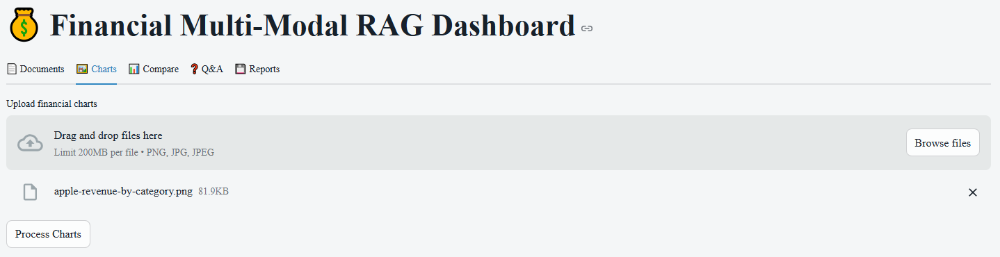 Financial Multi-Modal RAG Dashboard
Documents Charts Compare Q&A Reports
Upload financial charts
Drag and drop files here
Limit 200MB per file • PNG, JPG, JPEG
Browse files
apple-revenue-by-category.png 81.9KB
Process Charts